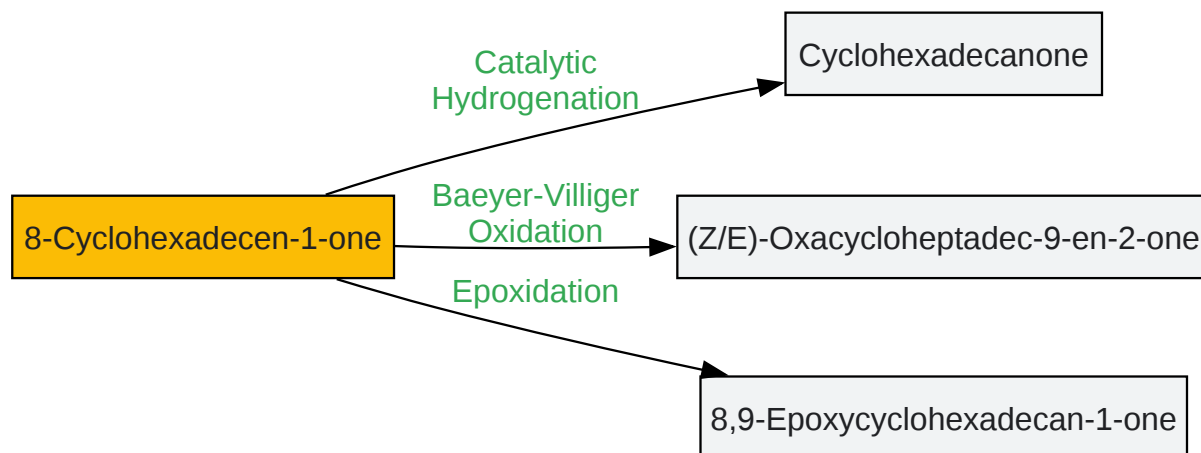 Catalytic
Hydrogenation
Cyclohexadecanone
8-Cyclohexadecen-1-one
Baeyer-Villiger
Oxidation
(Z/E)-Oxacycloheptadec-9-en-2-one
Epoxidation
8,9-Epoxycyclohexadecan-1-one